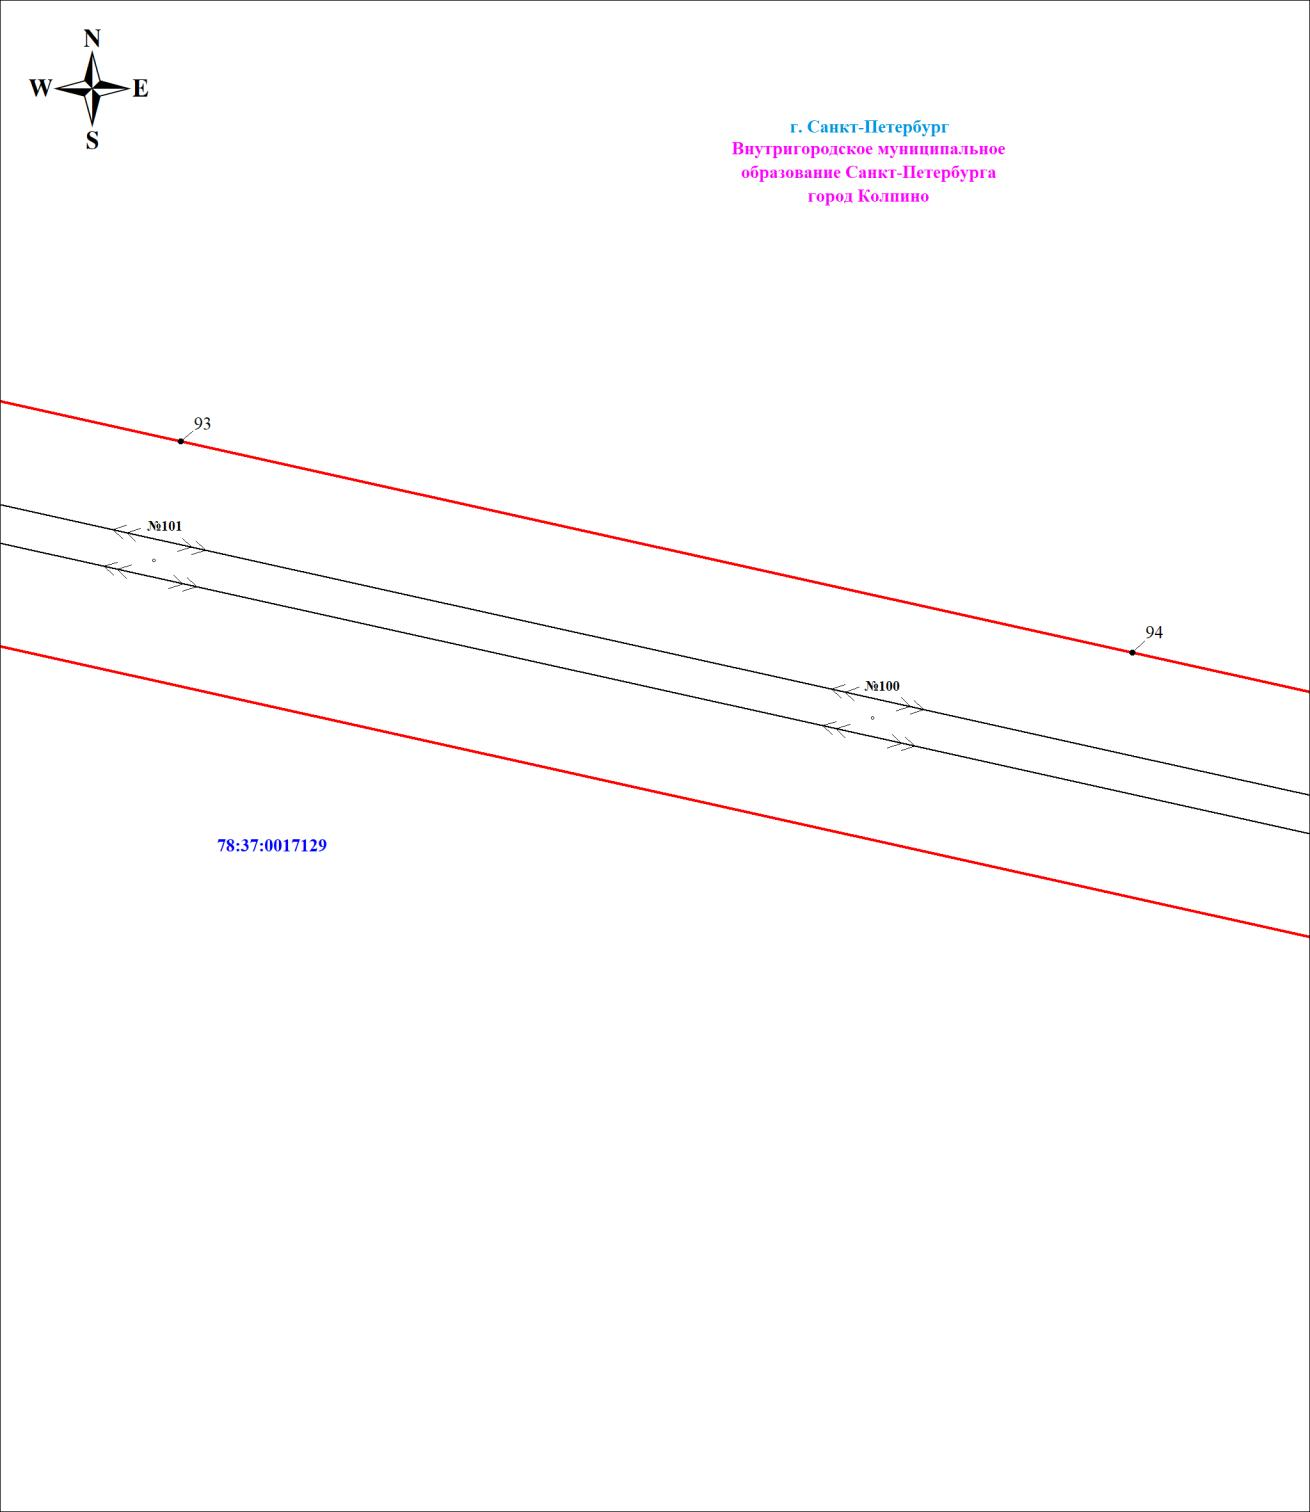 N
W E
S
г. Санкт-Петербург
Внутригородское муниципальное
образование Санкт-Петербурга
город Колпино
93
№101
94
№100
78:37:0017129